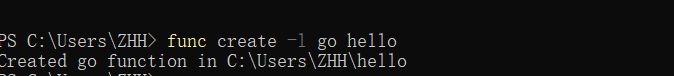 PS C:\Users\ZHH> func create -l go hello
Created go function in C:\Users\ZHH\hello